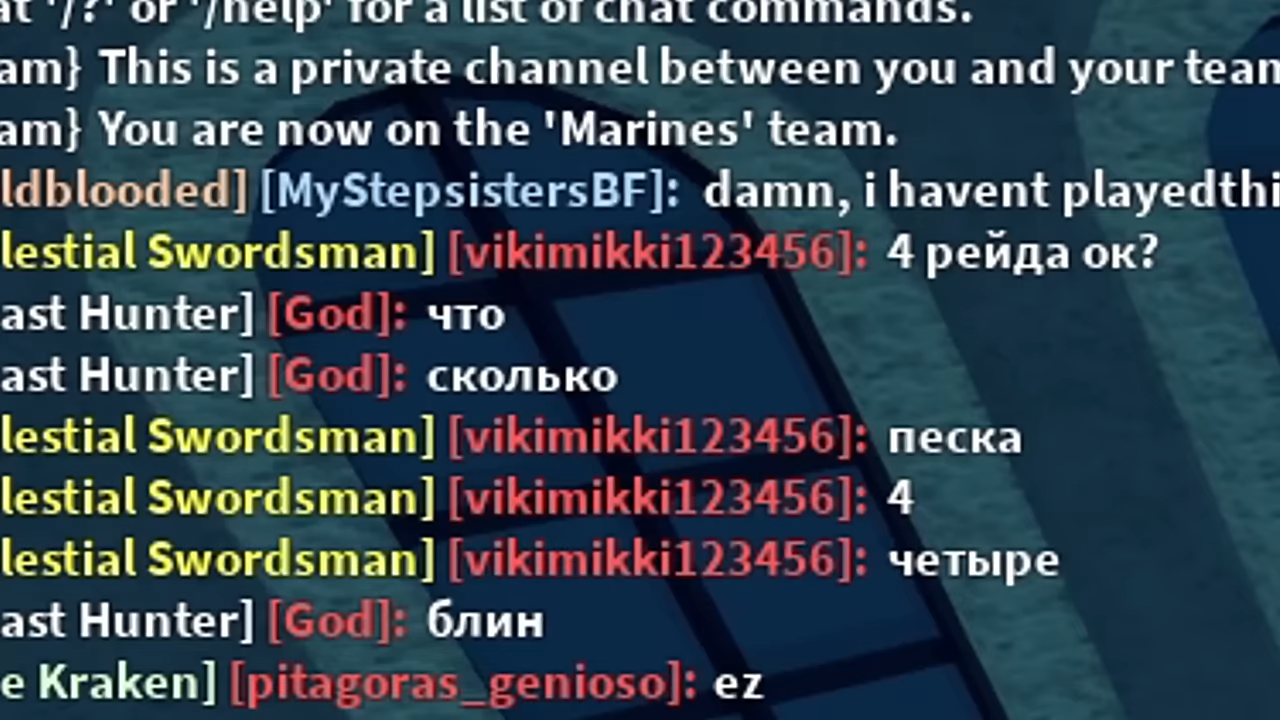 at '/?' or '/help' for a list of chat commands.
am} This is a private channel between you and your team
am} You are now on the 'Marines' team.
ldblooded] [MyStepsistersBF]: damn, i havent playedthi
lestial Swordsman] [vikimikki123456]: 4 рейда ок?
ast Hunter] [God]: что
ast Hunter] [God]: сколько
lestial Swordsman] [vikimikki123456]: песка
lestial Swordsman] [vikimikki123456]: 4
lestial Swordsman] [vikimikki123456]: четыре
ast Hunter] [God]: блин
e Kraken] [pitagoras_genioso]: ez